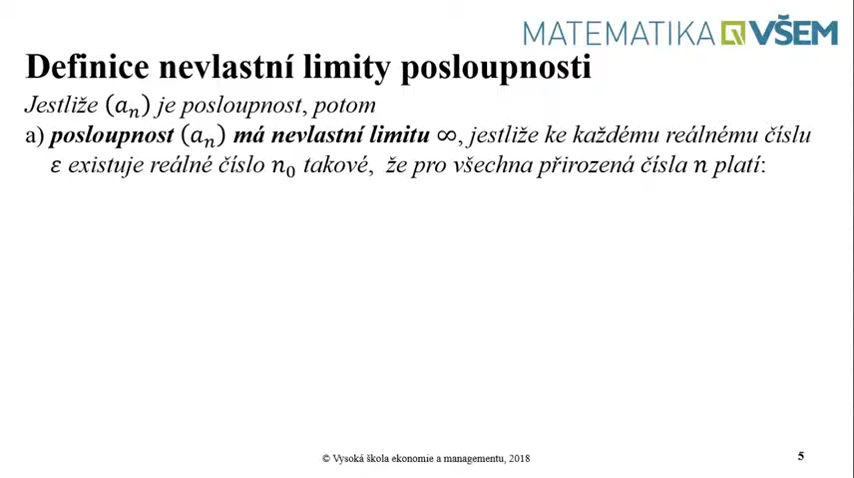 MATEMATIKA VŠEM
Definice nevlastní limity posloupnosti
Jestliže (aₙ) je posloupnost, potom
a) posloupnost (aₙ) má nevlastní limitu ∞, jestliže ke každému reálnému číslu
ε existuje reálné číslo n₀ takové, že pro všechna přirozená čísla n platí:
© Vysoká škola ekonomie a managementu, 2018
5